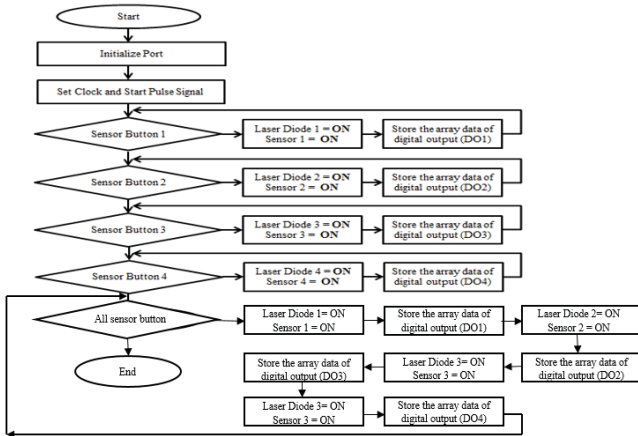 Start
Initialize Port
Set Clock and Start Pulse Signal
Sensor Button 1
Laser Diode 1 = ON
Sensor 1 = ON
Store the array data of
digital output (DO1)
Sensor Button 2
Laser Diode 2 = ON
Sensor 2 = ON
Store the array data of
digital output (DO2)
Sensor Button 3
Laser Diode 3 = ON
Sensor 3 = ON
Store the array data of
digital output (DO3)
Sensor Button 4
Laser Diode 4 = ON
Sensor 4 = ON
Store the array data of
digital output (DO4)
All sensor button
Laser Diode 1= ON
Sensor 1 = ON
Store the array data of
digital output (DO1)
Laser Diode 2= ON
Sensor 2 = ON
Store the array data of
digital output (DO2)
Laser Diode 3= ON
Sensor 3 = ON
Store the array data of
digital output (DO3)
Laser Diode 3= ON
Sensor 3 = ON
Store the array data of
digital output (DO4)
End